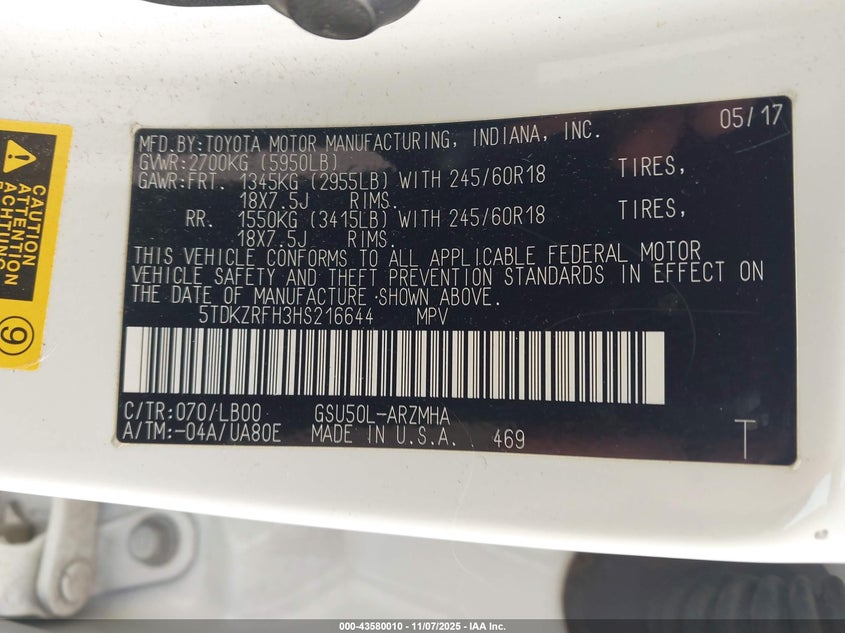 MFD.BY:TOYOTA MOTOR MANUFACTURING, INDIANA, INC. 05/17
GVWR:2700KG (5950LB)
GAWR:FRT. 1345KG (2955LB) WITH 245/60R18 TIRES,
18X7.5J RIMS.
RR. 1550KG (3415LB) WITH 245/60R18 TIRES,
18X7.5J RIMS.
THIS VEHICLE CONFORMS TO ALL APPLICABLE FEDERAL MOTOR
VEHICLE SAFETY AND THEFT PREVENTION STANDARDS IN EFFECT ON
THE DATE OF MANUFACTURE SHOWN ABOVE.
5TDKZRFH3HS216644 MPV
C/TR:070/LB00 GSU50L-ARZMHA
A/TM:-04A/UA80E MADE IN U.S.A. 469 T
CAUTION
ATTENTION
ACHTUNG
9
000-43580010 | 11/07/2025 - IAA Inc.